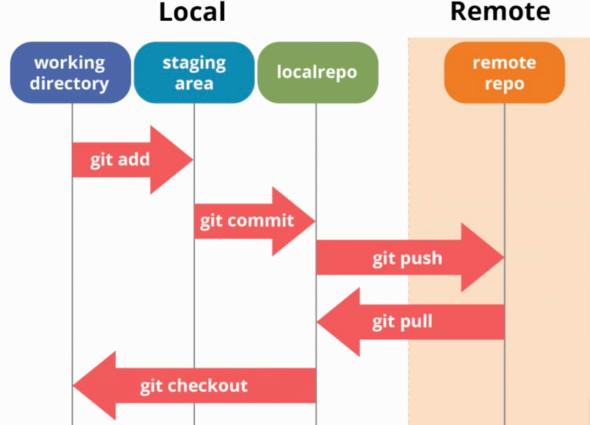 Local
Remote
working
directory
staging
area
localrepo
remote
repo
git add
git commit
git push
git pull
git checkout